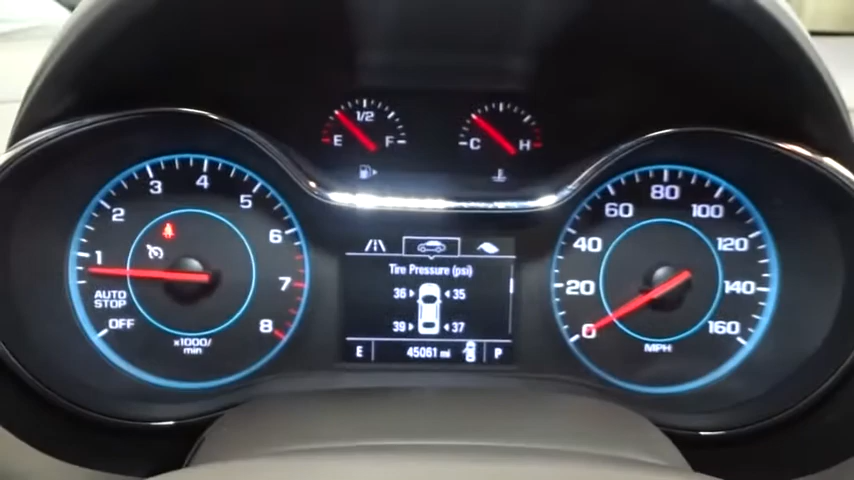 1/2
E F
C H
1 2 3 4 5 6 7 8
AUTO
STOP
OFF
x1000/
min
Tire Pressure (psi)
36 35
39 37
E 45061 mi P
0 20 40 60 80 100 120 140 160
MPH